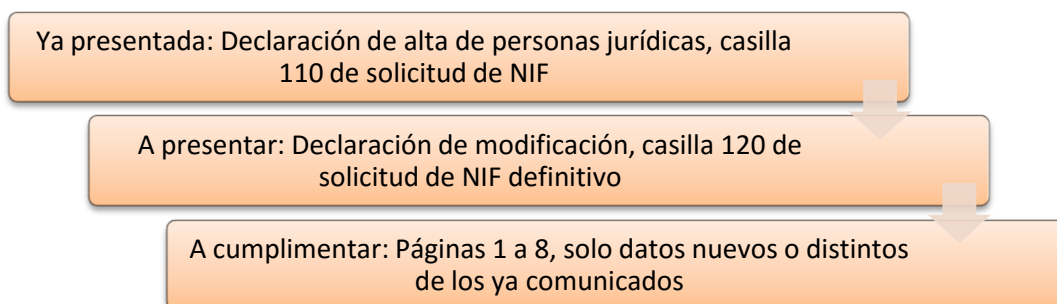 Ya presentada: Declaración de alta de personas jurídicas, casilla
110 de solicitud de NIF
A presentar: Declaración de modificación, casilla 120 de
solicitud de NIF definitivo
A cumplimentar: Páginas 1 a 8, solo datos nuevos o distintos
de los ya comunicados